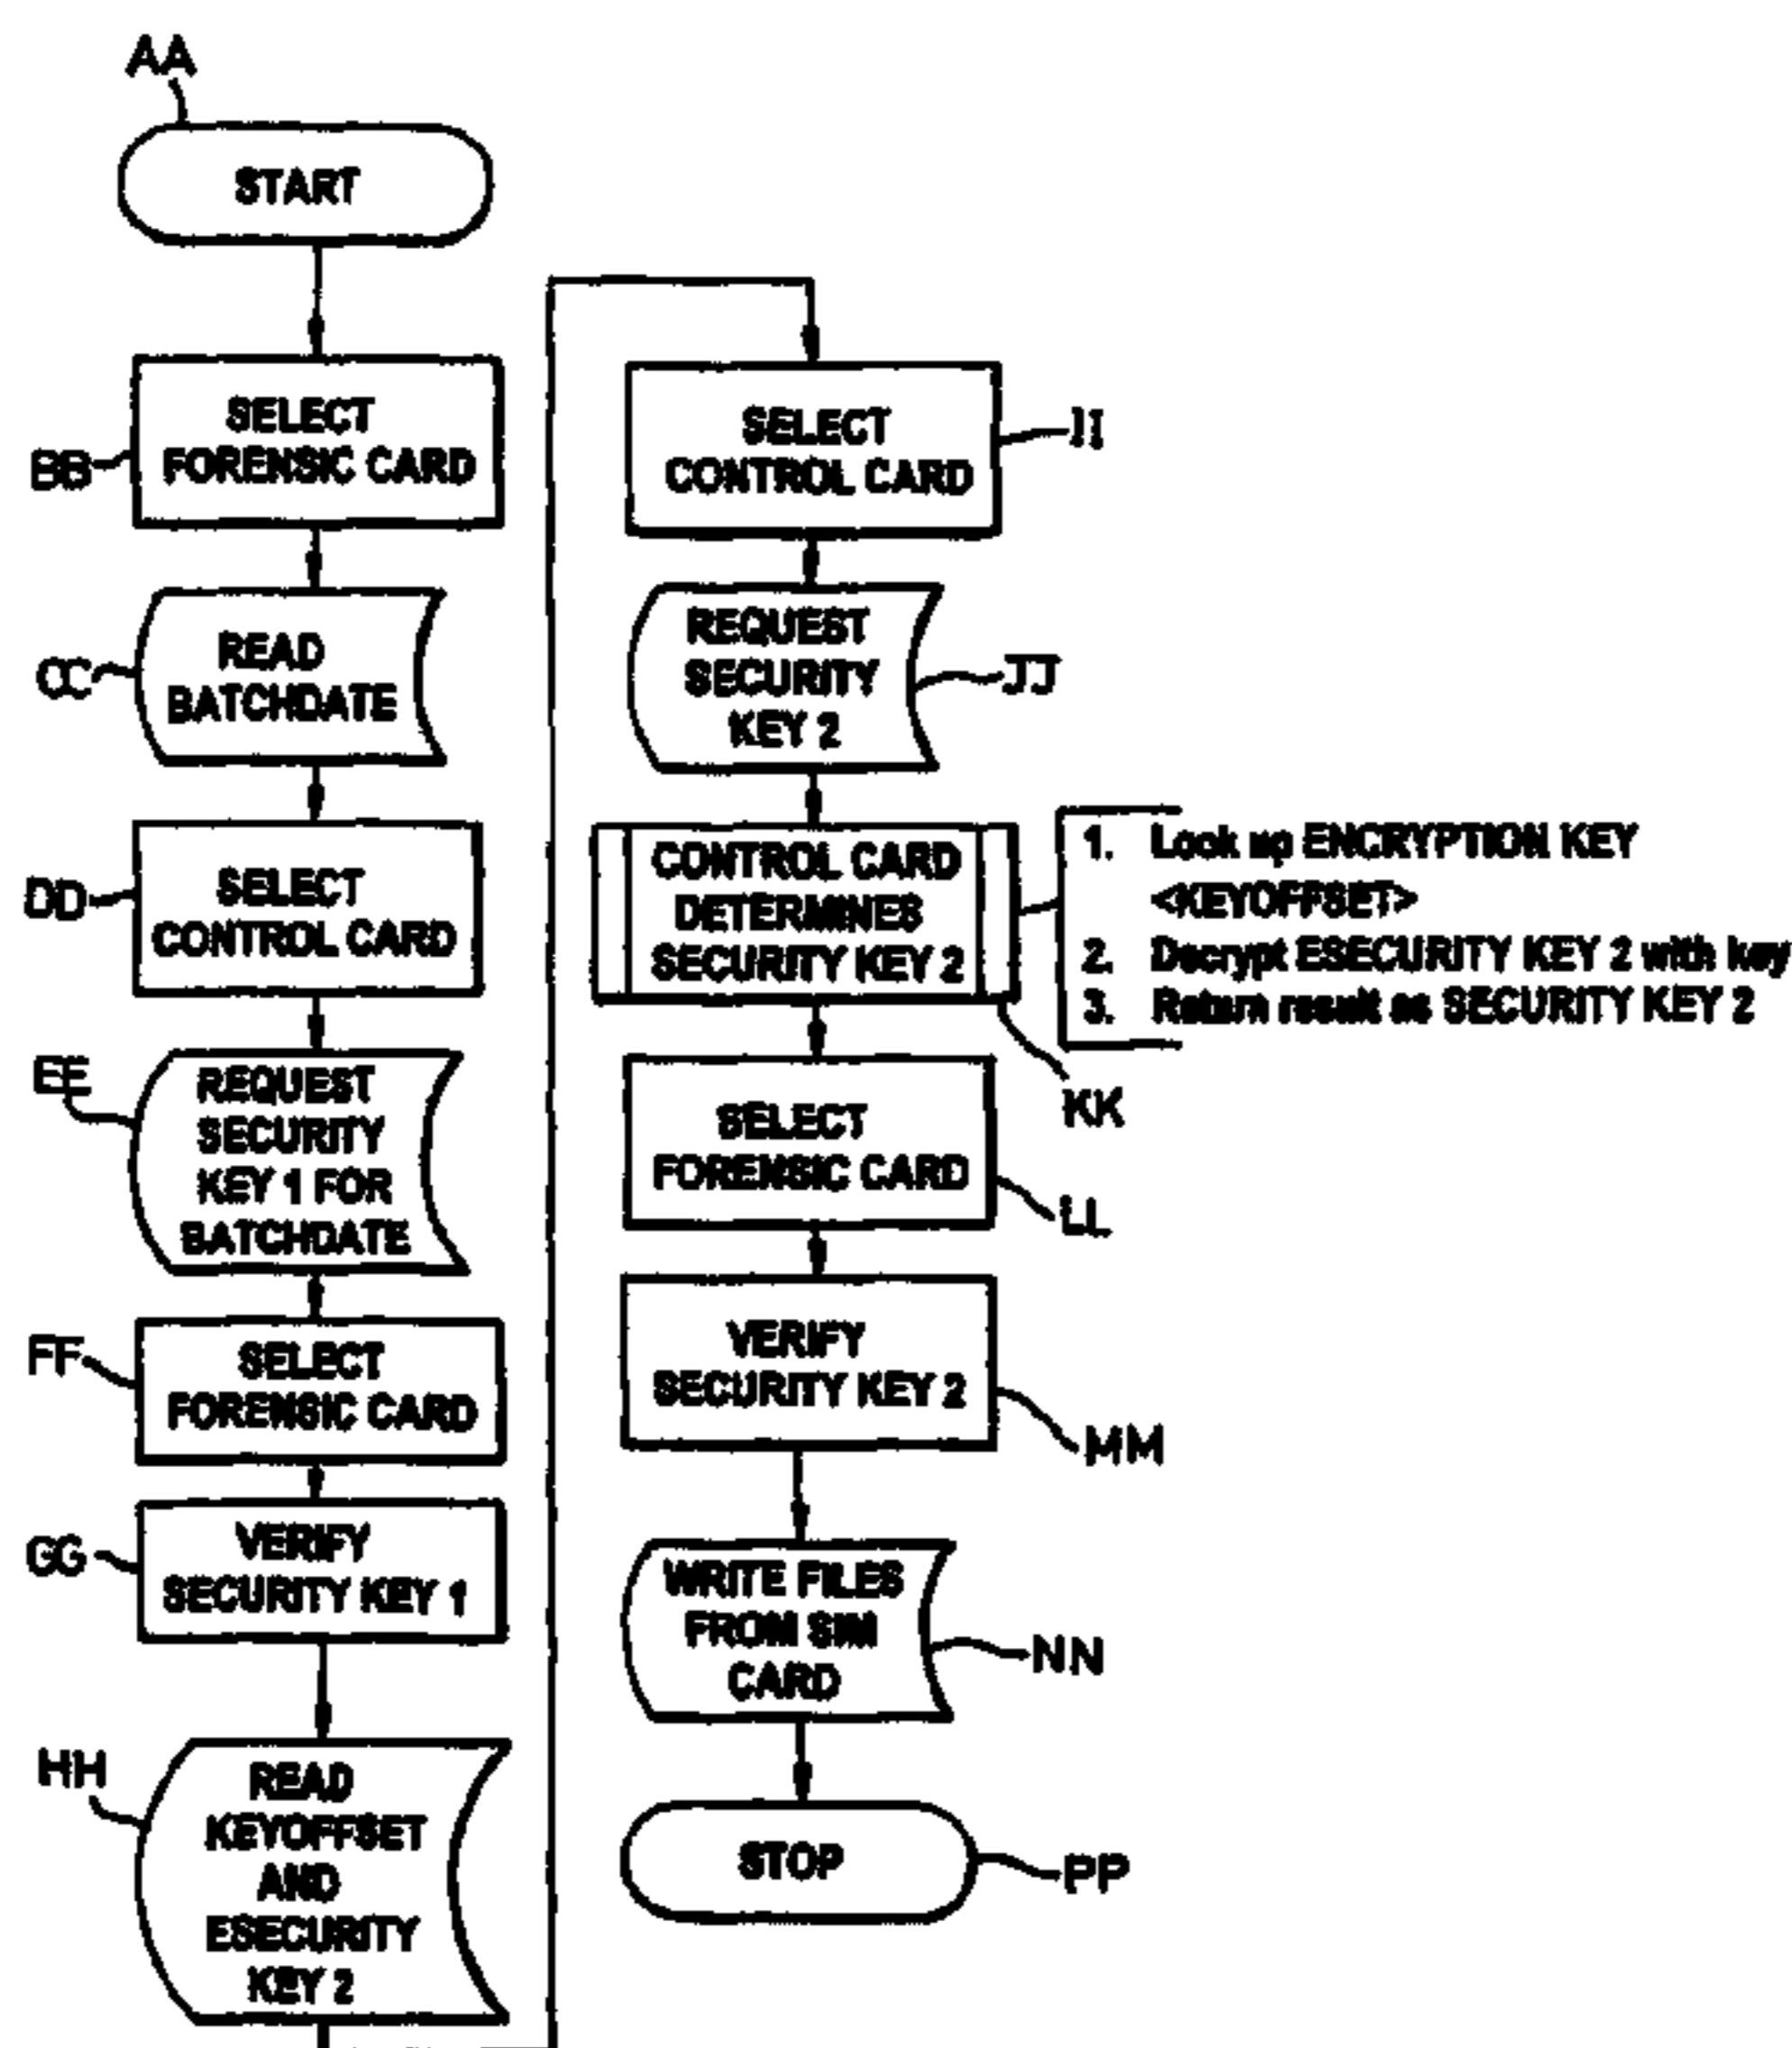 AA
START
BB
SELECT
FORENSIC CARD
CC
READ
BATCHDATE
DD
SELECT
CONTROL CARD
EE
REQUEST
SECURITY
KEY 1 FOR
BATCHDATE
FF
SELECT
FORENSIC CARD
GG
VERIFY
SECURITY KEY 1
HH
READ
KEYOFFSET
AND
ESECURITY
KEY 2
SELECT
CONTROL CARD
II
REQUEST
SECURITY
KEY 2
JJ
CONTROL CARD
DETERMINES
SECURITY KEY 2
1. Look up ENCRYPTION KEY
<KEYOFFSET>
2. Decrypt ESECURITY KEY 2 with key
3. Return result as SECURITY KEY 2
KK
SELECT
FORENSIC CARD
LL
VERIFY
SECURITY KEY 2
MM
WRITE FILES
FROM SIM
CARD
NN
STOP
PP